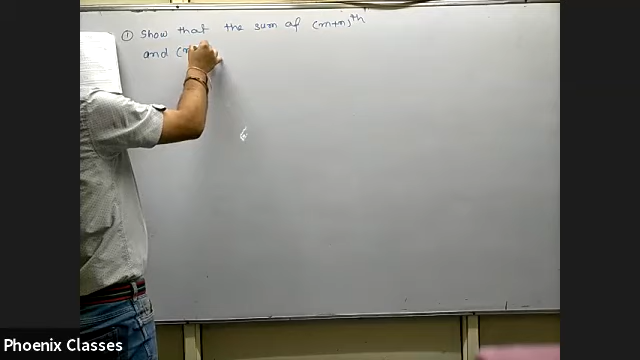 ① Show that the sum of (m+n)th
and (m
Phoenix Classes